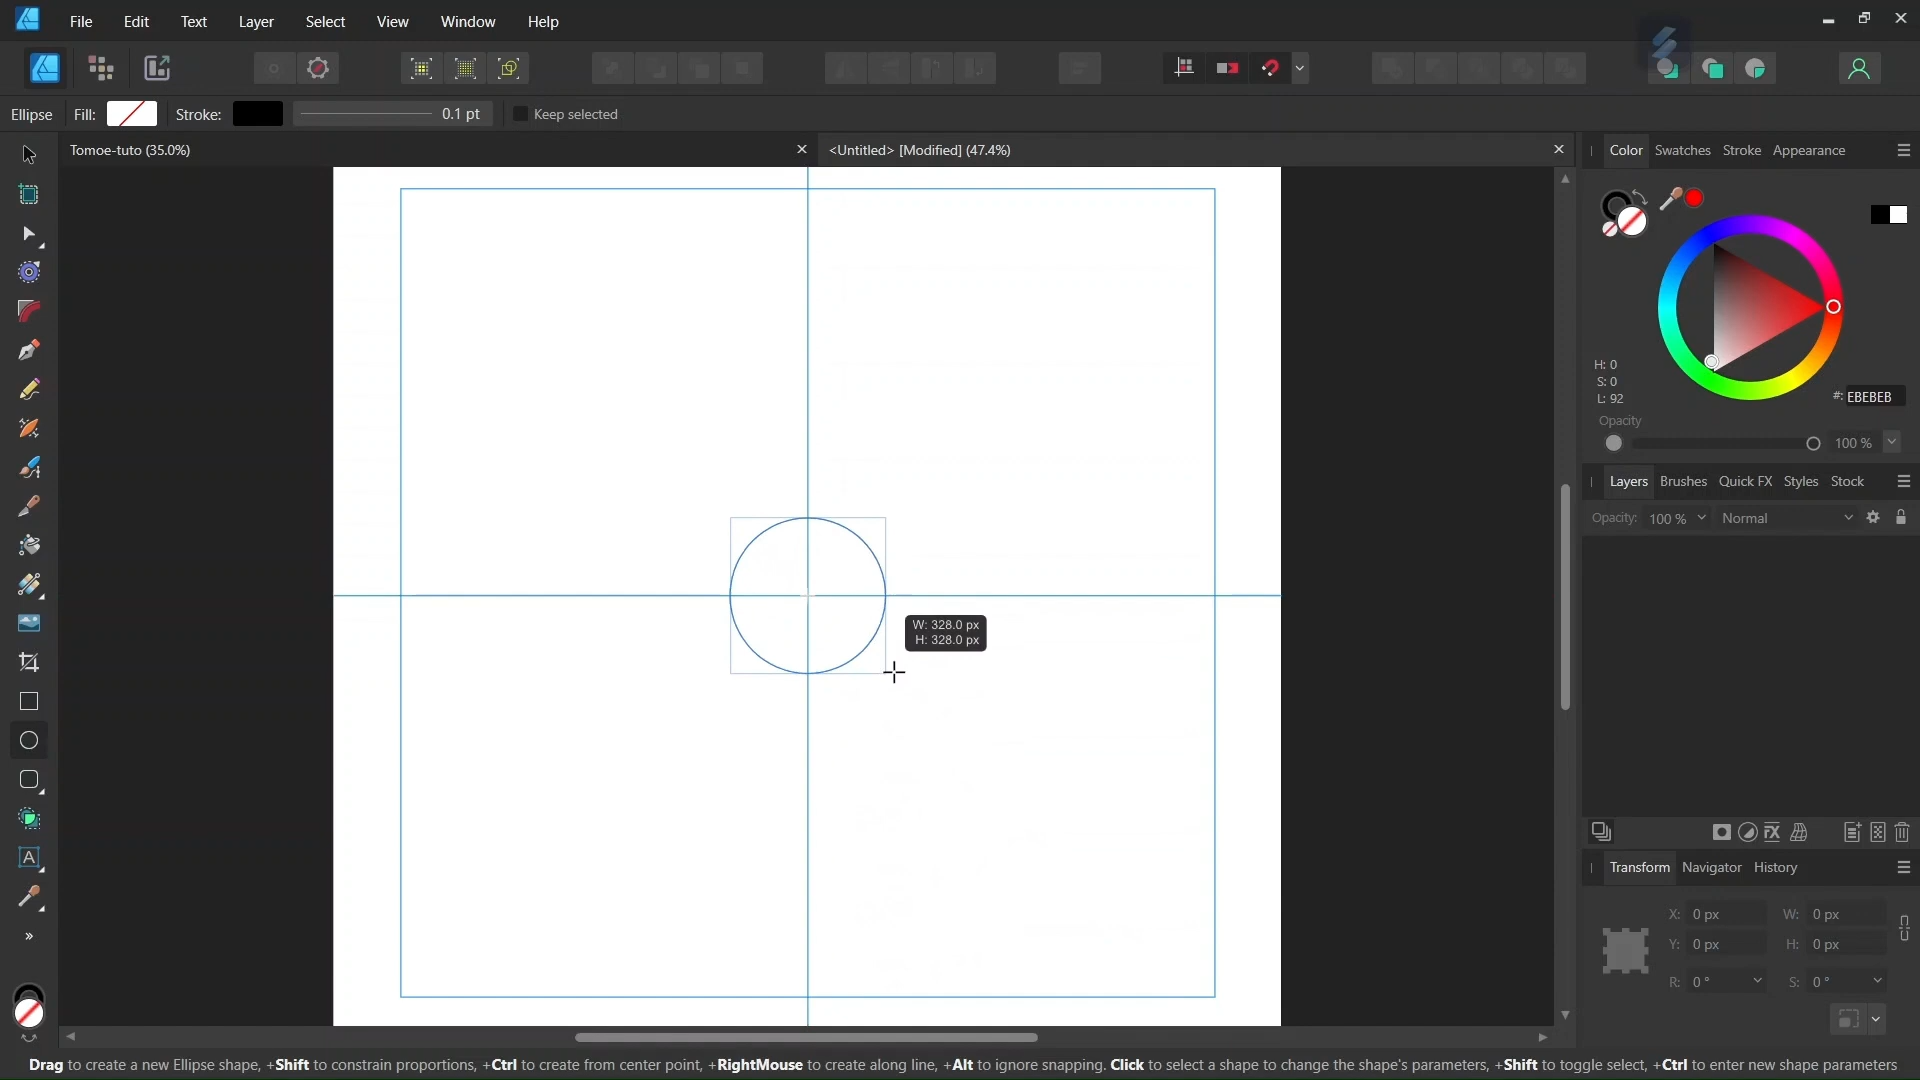 File Edit Text Layer Select View Window Help
Ellipse Fill: Stroke: 0.1 pt Keep selected
Tomoe-tuto (35.0%) <Untitled> [Modified] (47.4%)
Color Swatches Stroke Appearance
H: 0
S: 0
L: 92
#: EBEBEB
Opacity
100 %
Layers Brushes Quick FX Styles Stock
Opacity: 100 % Normal
W: 328.0 px
H: 328.0 px
Transform Navigator History
X: 0 px W: 0 px
Y: 0 px H: 0 px
R: 0 ° S: 0 °
Drag to create a new Ellipse shape, +Shift to constrain proportions, +Ctrl to create from center point, +RightMouse to create along line, +Alt to ignore snapping. Click to select a shape to change the shape's parameters, +Shift to toggle select, +Ctrl to enter new shape parameters